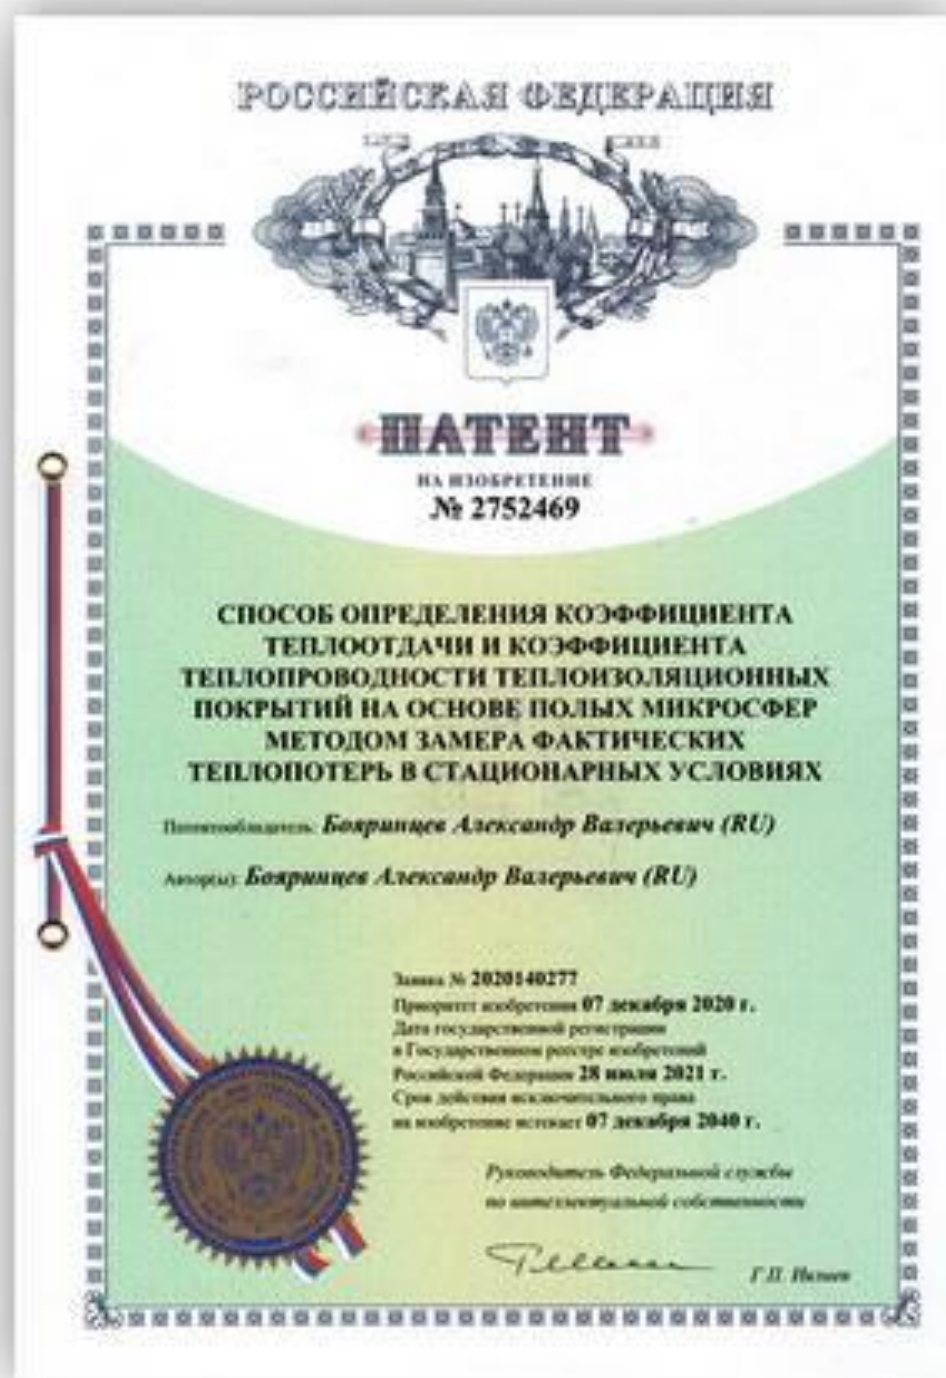 РОССИЙСКАЯ ФЕДЕРАЦИЯ
ПАТЕНТ
НА ИЗОБРЕТЕНИЕ
№ 2752469
СПОСОБ ОПРЕДЕЛЕНИЯ КОЭФФИЦИЕНТА
ТЕПЛООТДАЧИ И КОЭФФИЦИЕНТА
ТЕПЛОПРОВОДНОСТИ ТЕПЛОИЗОЛЯЦИОННЫХ
ПОКРЫТИЙ НА ОСНОВЕ ПОЛЫХ МИКРОСФЕР
МЕТОДОМ ЗАМЕРА ФАКТИЧЕСКИХ
ТЕПЛОПОТЕРЬ В СТАЦИОНАРНЫХ УСЛОВИЯХ
Патентообладатель: Бояринцев Александр Валерьевич (RU)
Автор(ы): Бояринцев Александр Валерьевич (RU)
Заявка № 2020140277
Приоритет изобретения 07 декабря 2020 г.
Дата государственной регистрации
в Государственном реестре изобретений
Российской Федерации 28 июля 2021 г.
Срок действия исключительного права
на изобретение истекает 07 декабря 2040 г.
Руководитель Федеральной службы
по интеллектуальной собственности
Г.П. Ивлиев